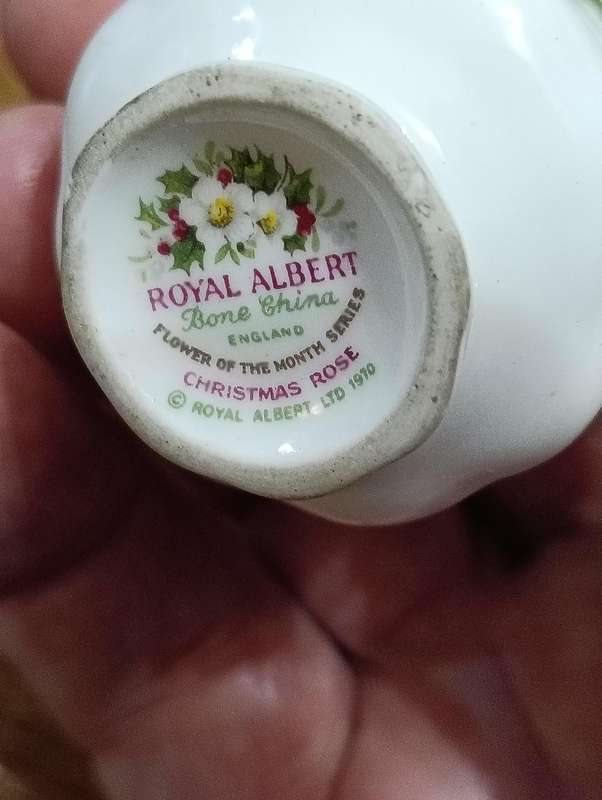 ROYAL ALBERT
Bone China
ENGLAND
FLOWER OF THE MONTH SERIES
CHRISTMAS ROSE
© ROYAL ALBERT LTD 1970